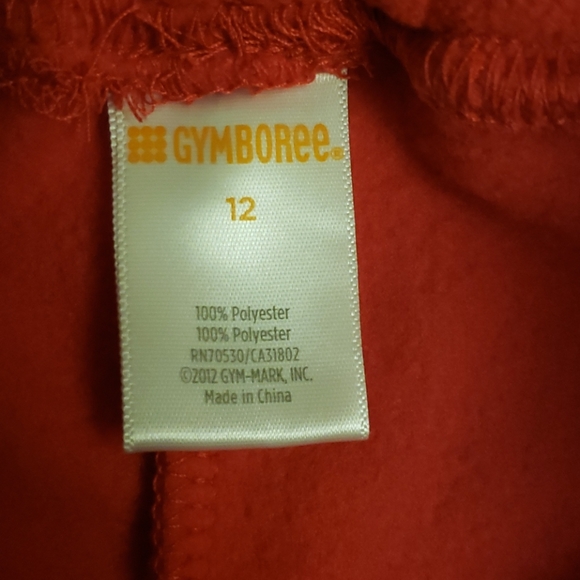 GYMBOREE®
12
100% Polyester
100% Polyester
RN70530/CA31802
©2012 GYM-MARK, INC.
Made in China